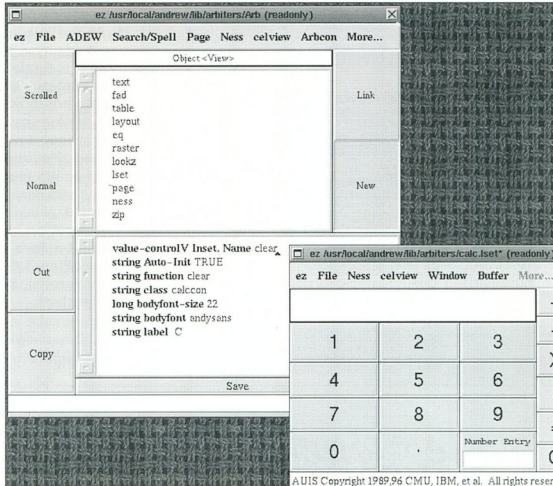 ez /usr/local/andrew/lib/arbiters/Arb (readonly)
ez File ADEW Search/Spell Page Ness celview Arbcon More...
Object<View>
Scrolled
Normal
text
fad
table
layout
eq
raster
lookz
lset
page
ness
zip
Link
New
Cut
Copy
value-controlV Inset. Name clear
string Auto-Init TRUE
string function clear
string class calccon
long bodyfont-size 22
string bodyfont andysans
string label C
Save
ez /usr/local/andrew/lib/arbiters/calc.lset* (readonly)
ez File Ness celview Window Buffer More...
1 2 3
4 5 6
7 8 9
0 . Number Entry
AUIS Copyright 1989,96 CMU, IBM, et al. All rights reser